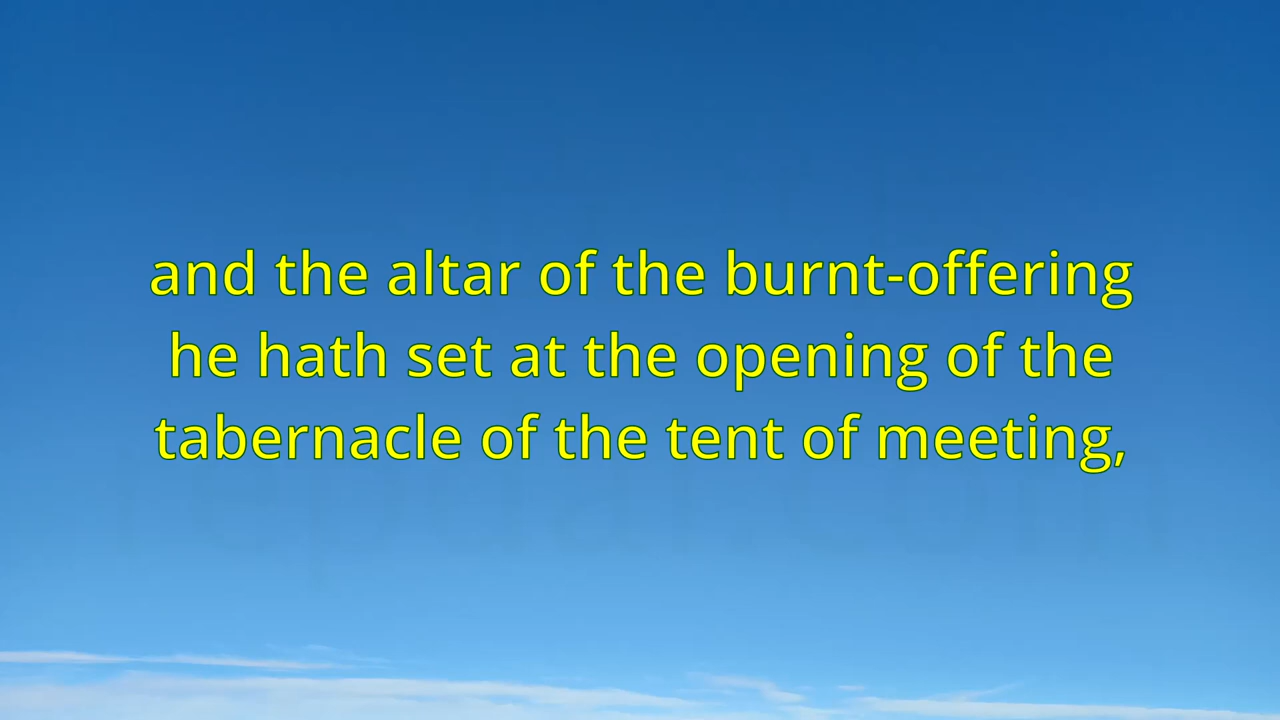 and the altar of the burnt-offering
he hath set at the opening of the
tabernacle of the tent of meeting,